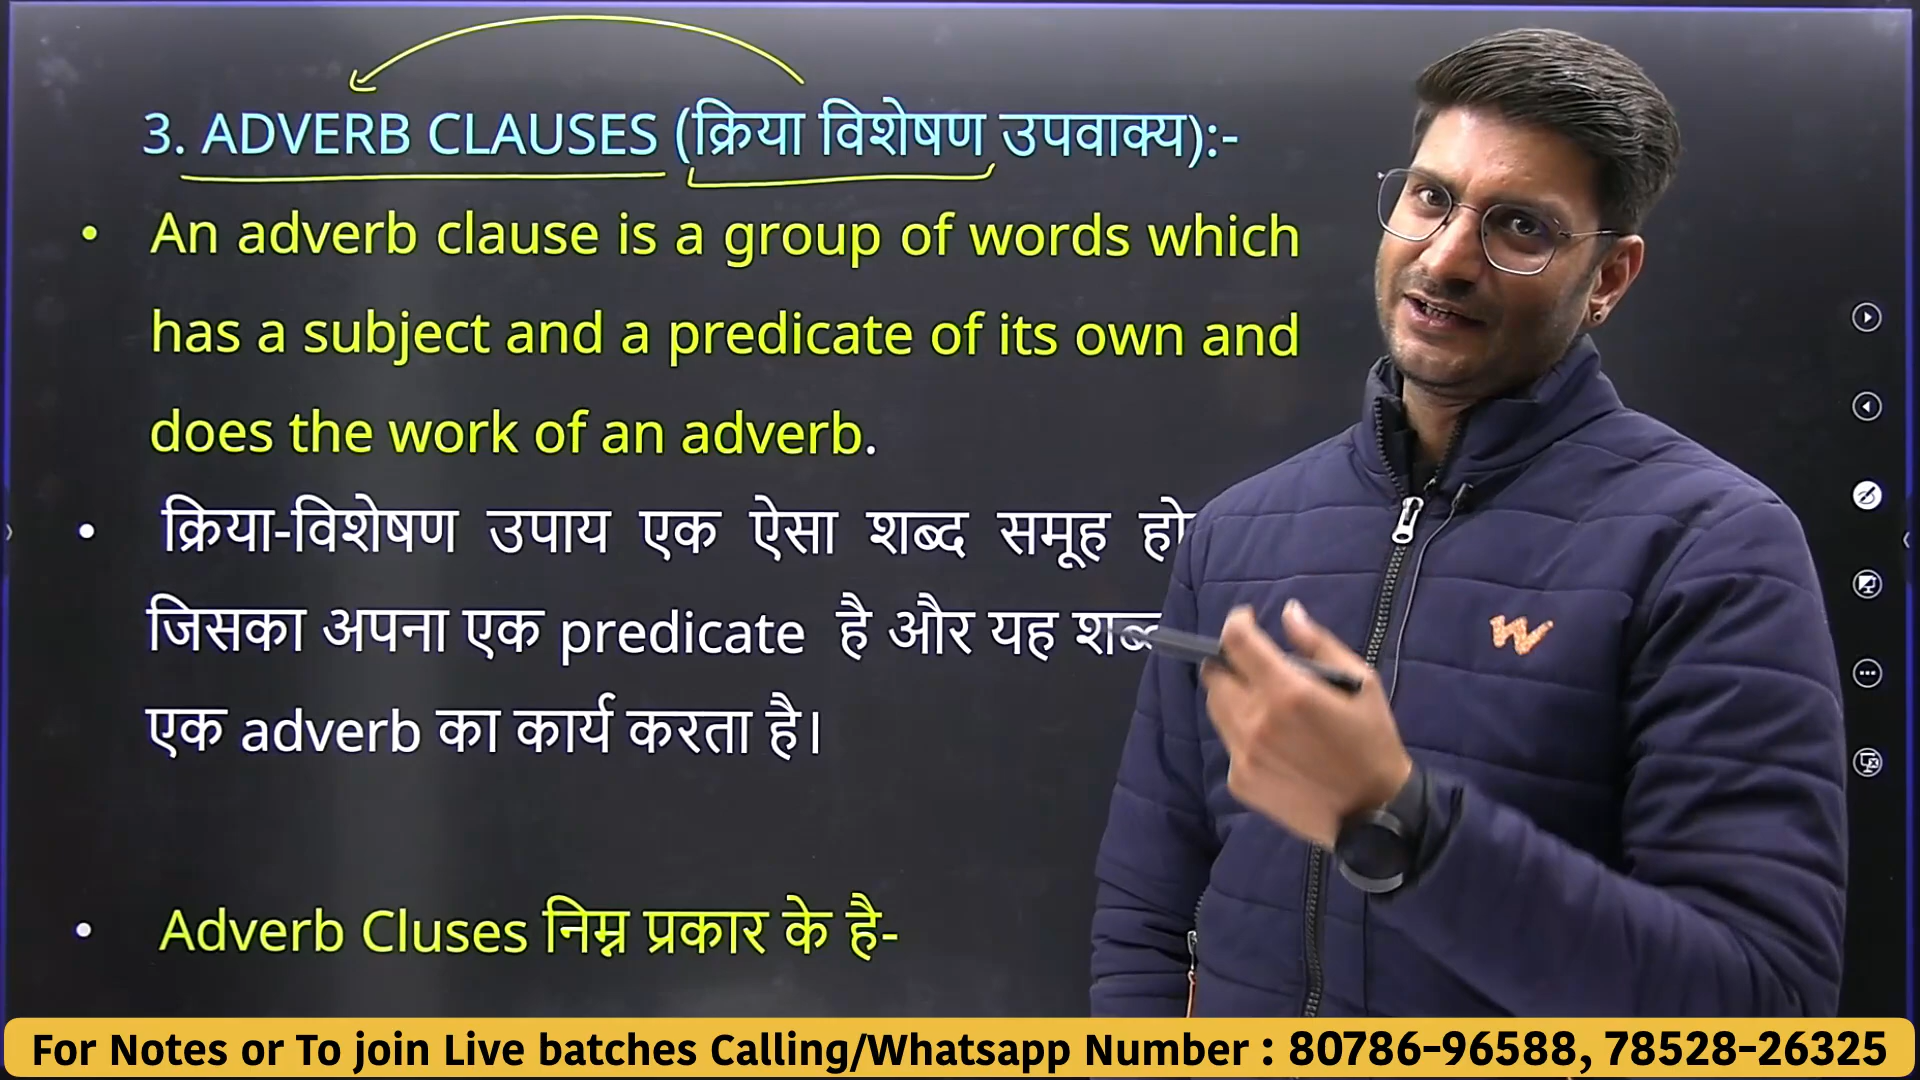 3. ADVERB CLAUSES (क्रिया विशेषण उपवाक्य):-
• An adverb clause is a group of words which
has a subject and a predicate of its own and
does the work of an adverb.
• क्रिया-विशेषण उपाय एक ऐसा शब्द समूह
जिसका अपना एक predicate है और यह
एक adverb का कार्य करता है।
• Adverb Cluses निम्न प्रकार के है-
W
For Notes or To join Live batches Calling/Whatsapp Number : 80786-96588, 78528-26325